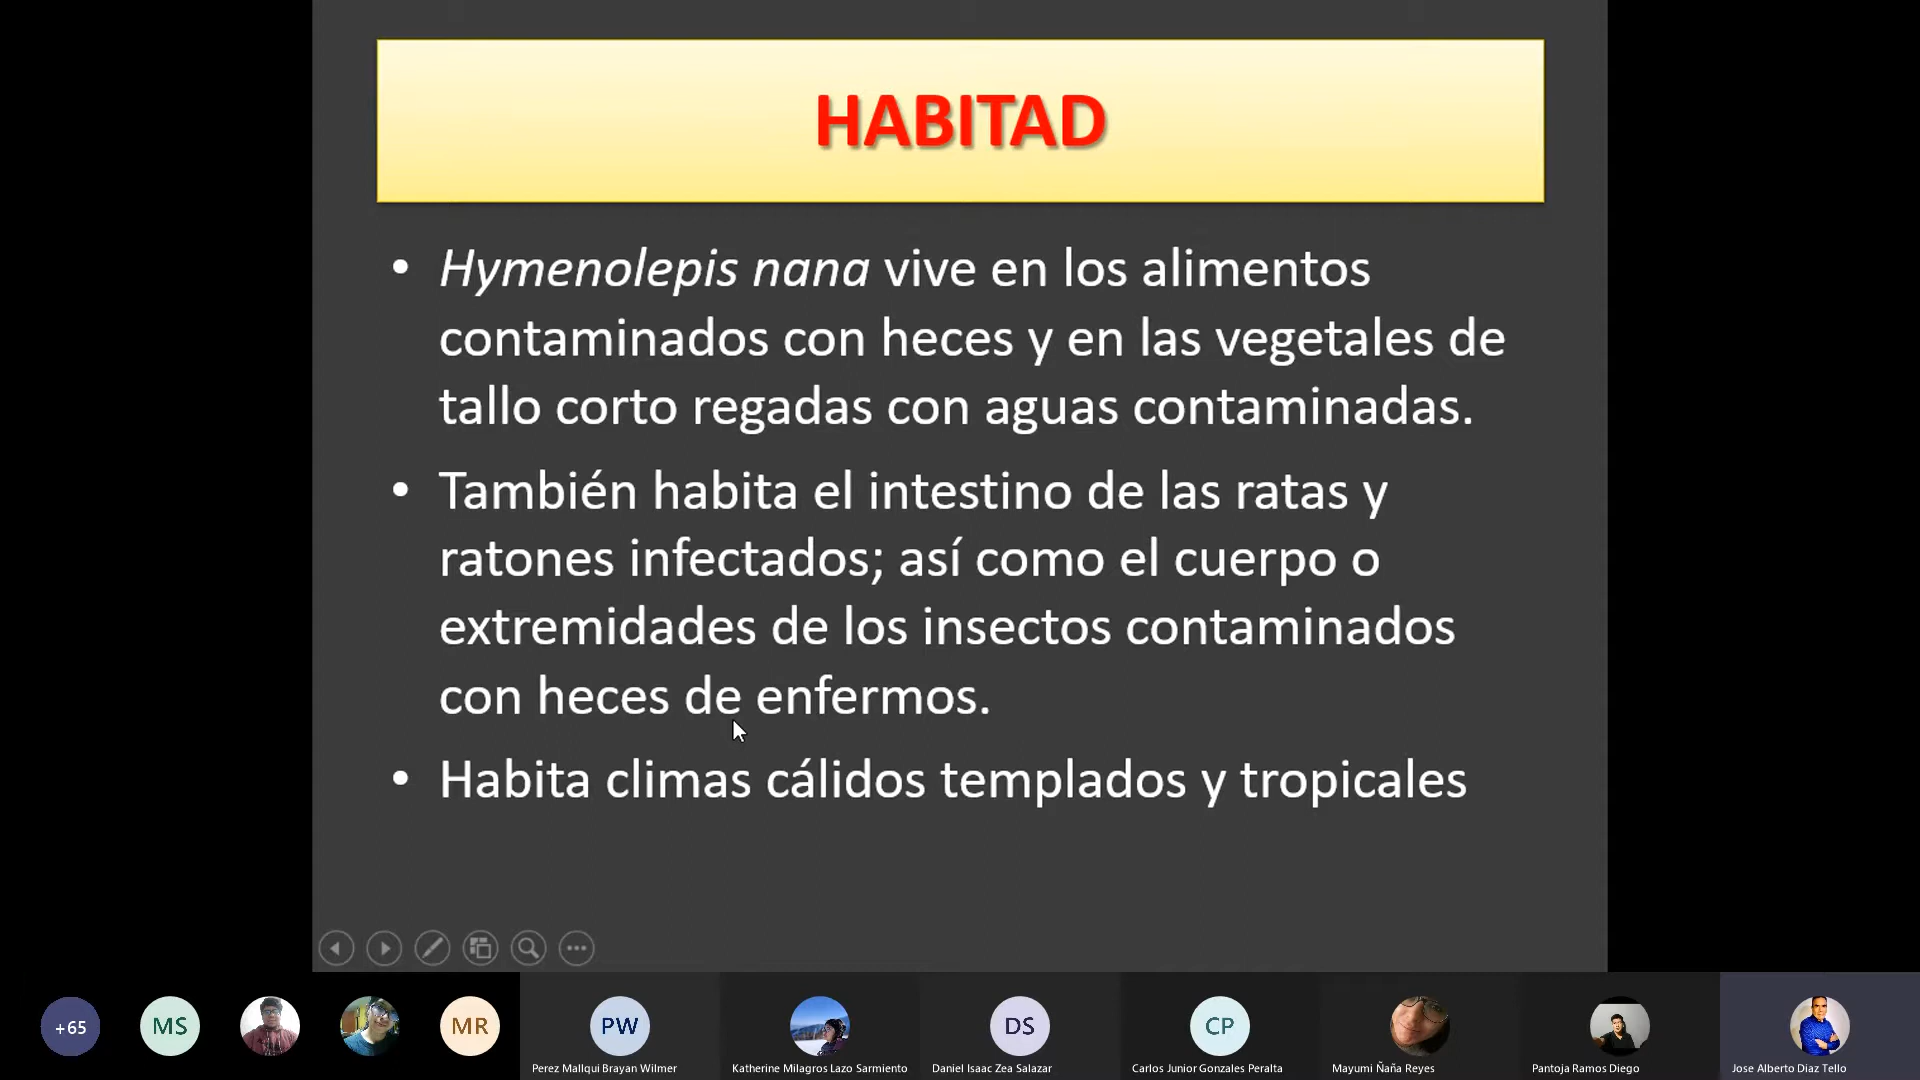 HABITAD
• Hymenolepis nana vive en los alimentos
contaminados con heces y en las vegetales de
tallo corto regadas con aguas contaminadas.
• También habita el intestino de las ratas y
ratones infectados; así como el cuerpo o
extremidades de los insectos contaminados
con heces de enfermos.
• Habita climas cálidos templados y tropicales
+65
MS
MR
PW
DS
CP
Perez Mallqui Brayan Wilmer
Katherine Milagros Lazo Sarmiento
Daniel Isaac Zea Salazar
Carlos Junior Gonzales Peralta
Mayumi Ñaña Reyes
Pantoja Ramos Diego
Jose Alberto Diaz Tello